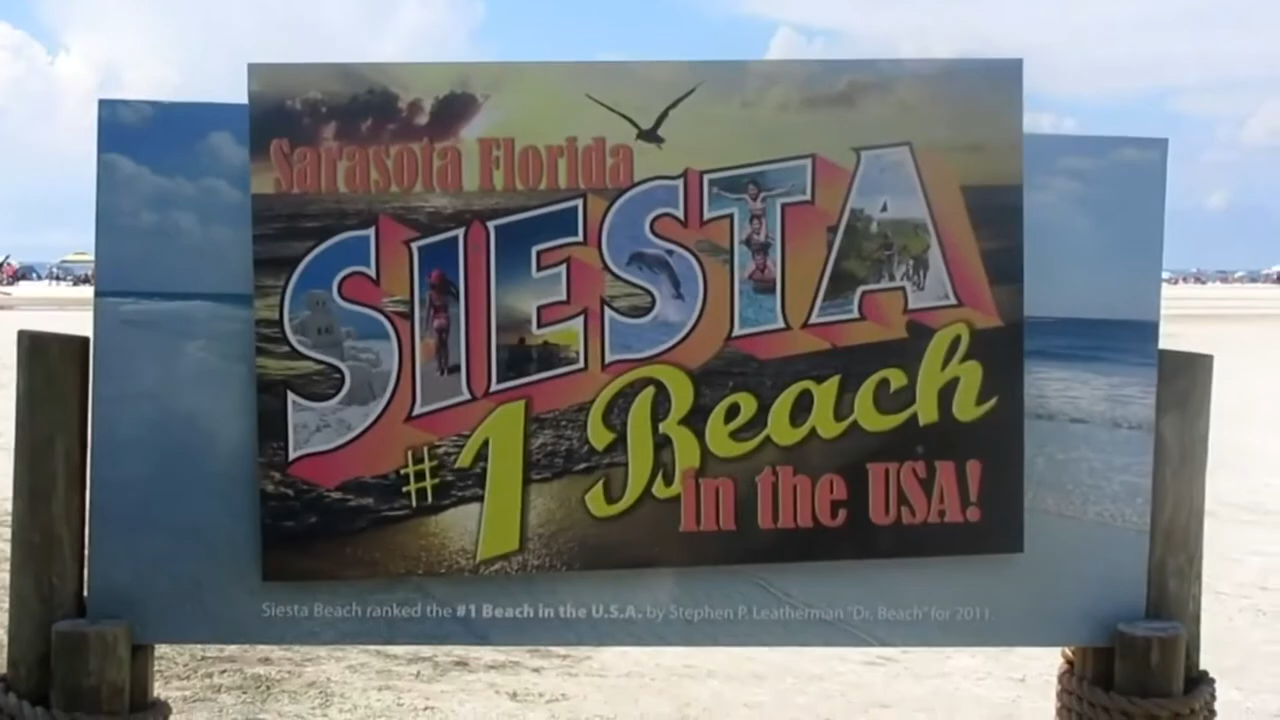 Sarasota Florida
SIESTA
#1 Beach
in the USA!
Siesta Beach ranked the #1 Beach in the U.S.A. by Stephen P. Leatherman "Dr. Beach" for 2011.